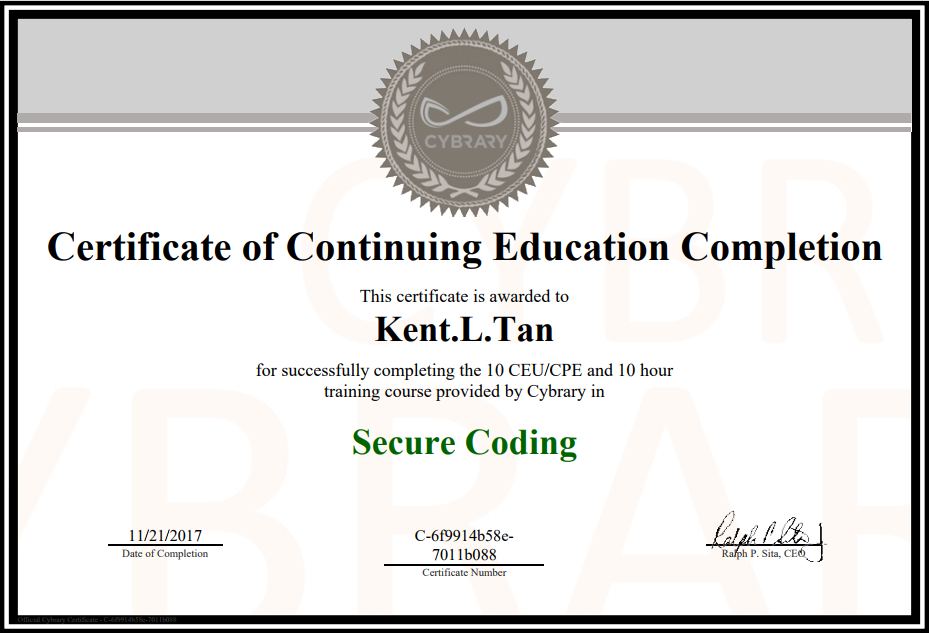 CYBRARY
Certificate of Continuing Education Completion
This certificate is awarded to
Kent.L.Tan
for successfully completing the 10 CEU/CPE and 10 hour
training course provided by Cybrary in
Secure Coding
11/21/2017
Date of Completion
C-6f9914b58e-
7011b088
Certificate Number
Ralph P. Sita
Ralph P. Sita, CEO
Official Cybrary Certificate - C-6f9914b58e-7011b088